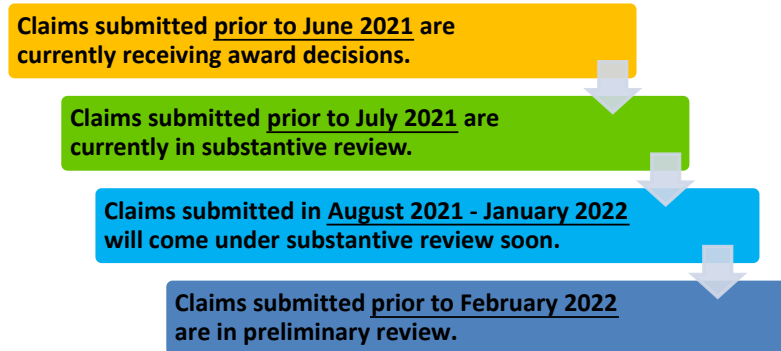 Claims submitted prior to June 2021 are
currently receiving award decisions.
Claims submitted prior to July 2021 are
currently in substantive review.
Claims submitted in August 2021 - January 2022
will come under substantive review soon.
Claims submitted prior to February 2022
are in preliminary review.